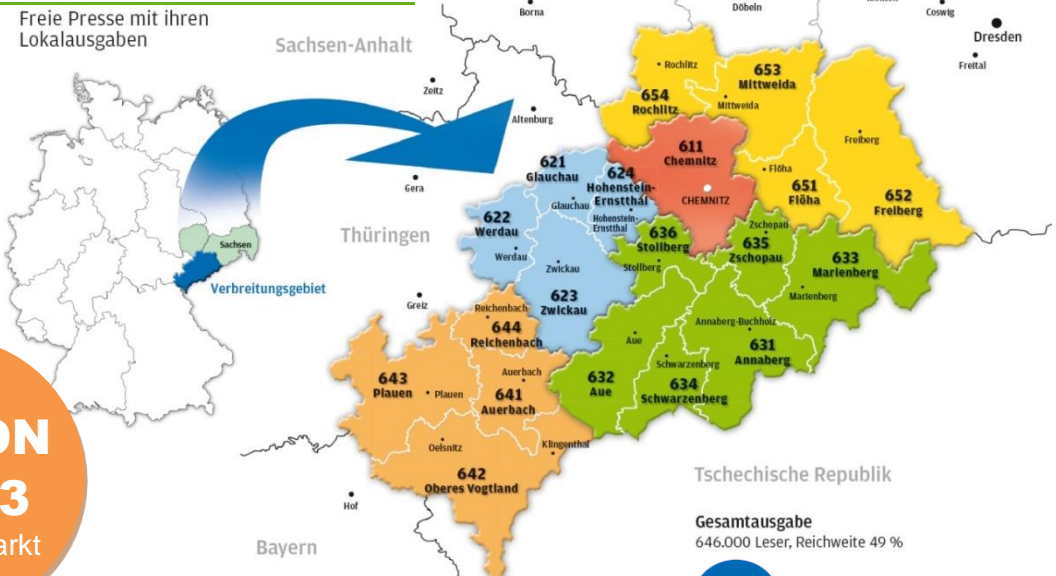 Freie Presse mit ihren
Lokalausgaben
Sachsen-Anhalt
Thüringen
Bayern
Tschechische Republik
Sachsen
Verbreitungsgebiet
Borna
Döbeln
Coswig
Dresden
Freital
Zeitz
Altenburg
Gera
Greiz
Hof
Rochlitz
654
Rochlitz
653
Mittweida
Mittweida
Freiberg
652
Freiberg
Flöha
651
Flöha
611
Chemnitz
CHEMNITZ
621
Glauchau
Glauchau
624
Hohenstein-
Ernstthal
Hohenstein-
Ernstthal
622
Werdau
Werdau
Zwickau
623
Zwickau
636
Stollberg
Stollberg
Zschopau
635
Zschopau
633
Marienberg
Marienberg
Annaberg-Buchholz
631
Annaberg
Aue
632
Aue
Schwarzenberg
634
Schwarzenberg
Reichenbach
644
Reichenbach
643
Plauen
Plauen
Auerbach
641
Auerbach
Oelsnitz
Klingenthal
642
Oberes Vogtland
Gesamtausgabe
646.000 Leser, Reichweite 49 %
ON
3
arkt